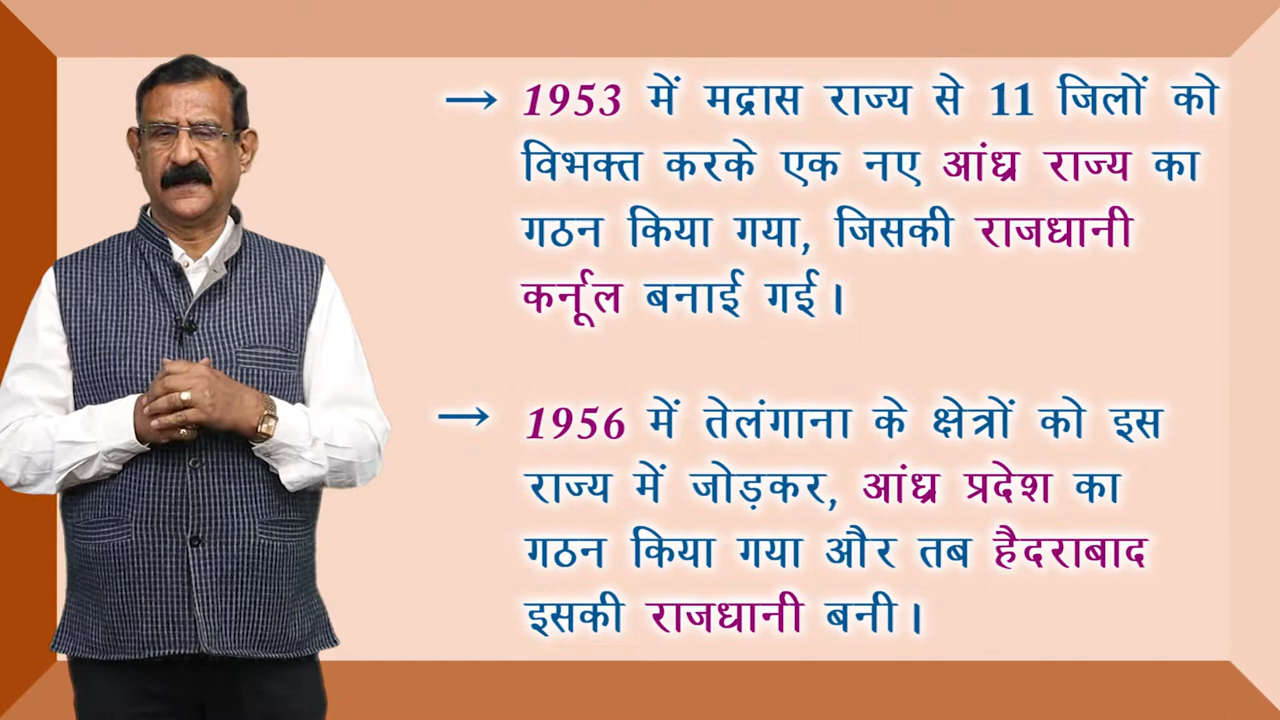 → 1953 में मद्रास राज्य से 11 जिलों को
विभक्त करके एक नए आंध्र राज्य का
गठन किया गया, जिसकी राजधानी
कर्नूल बनाई गई।
→ 1956 में तेलंगाना के क्षेत्रों को इस
राज्य में जोड़कर, आंध्र प्रदेश का
गठन किया गया और तब हैदराबाद
इसकी राजधानी बनी।